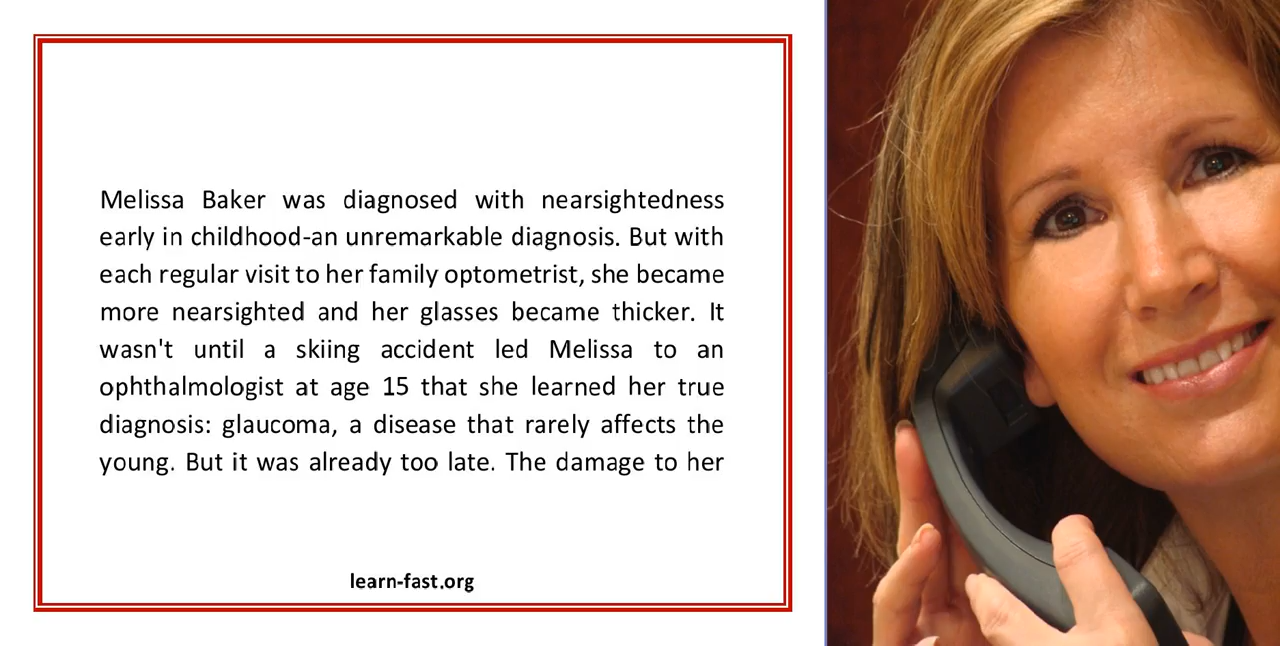 Melissa Baker was diagnosed with nearsightedness
early in childhood-an unremarkable diagnosis. But with
each regular visit to her family optometrist, she became
more nearsighted and her glasses became thicker. It
wasn't until a skiing accident led Melissa to an
ophthalmologist at age 15 that she learned her true
diagnosis: glaucoma, a disease that rarely affects the
young. But it was already too late. The damage to her
learn-fast.org